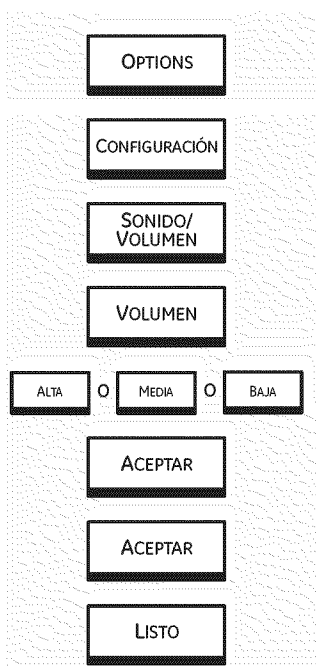 OPTIONS
CONFIGURACIÓN
SONIDO/
VOLUMEN
VOLUMEN
ALTA O MEDIA O BAJA
ACEPTAR
ACEPTAR
LISTO